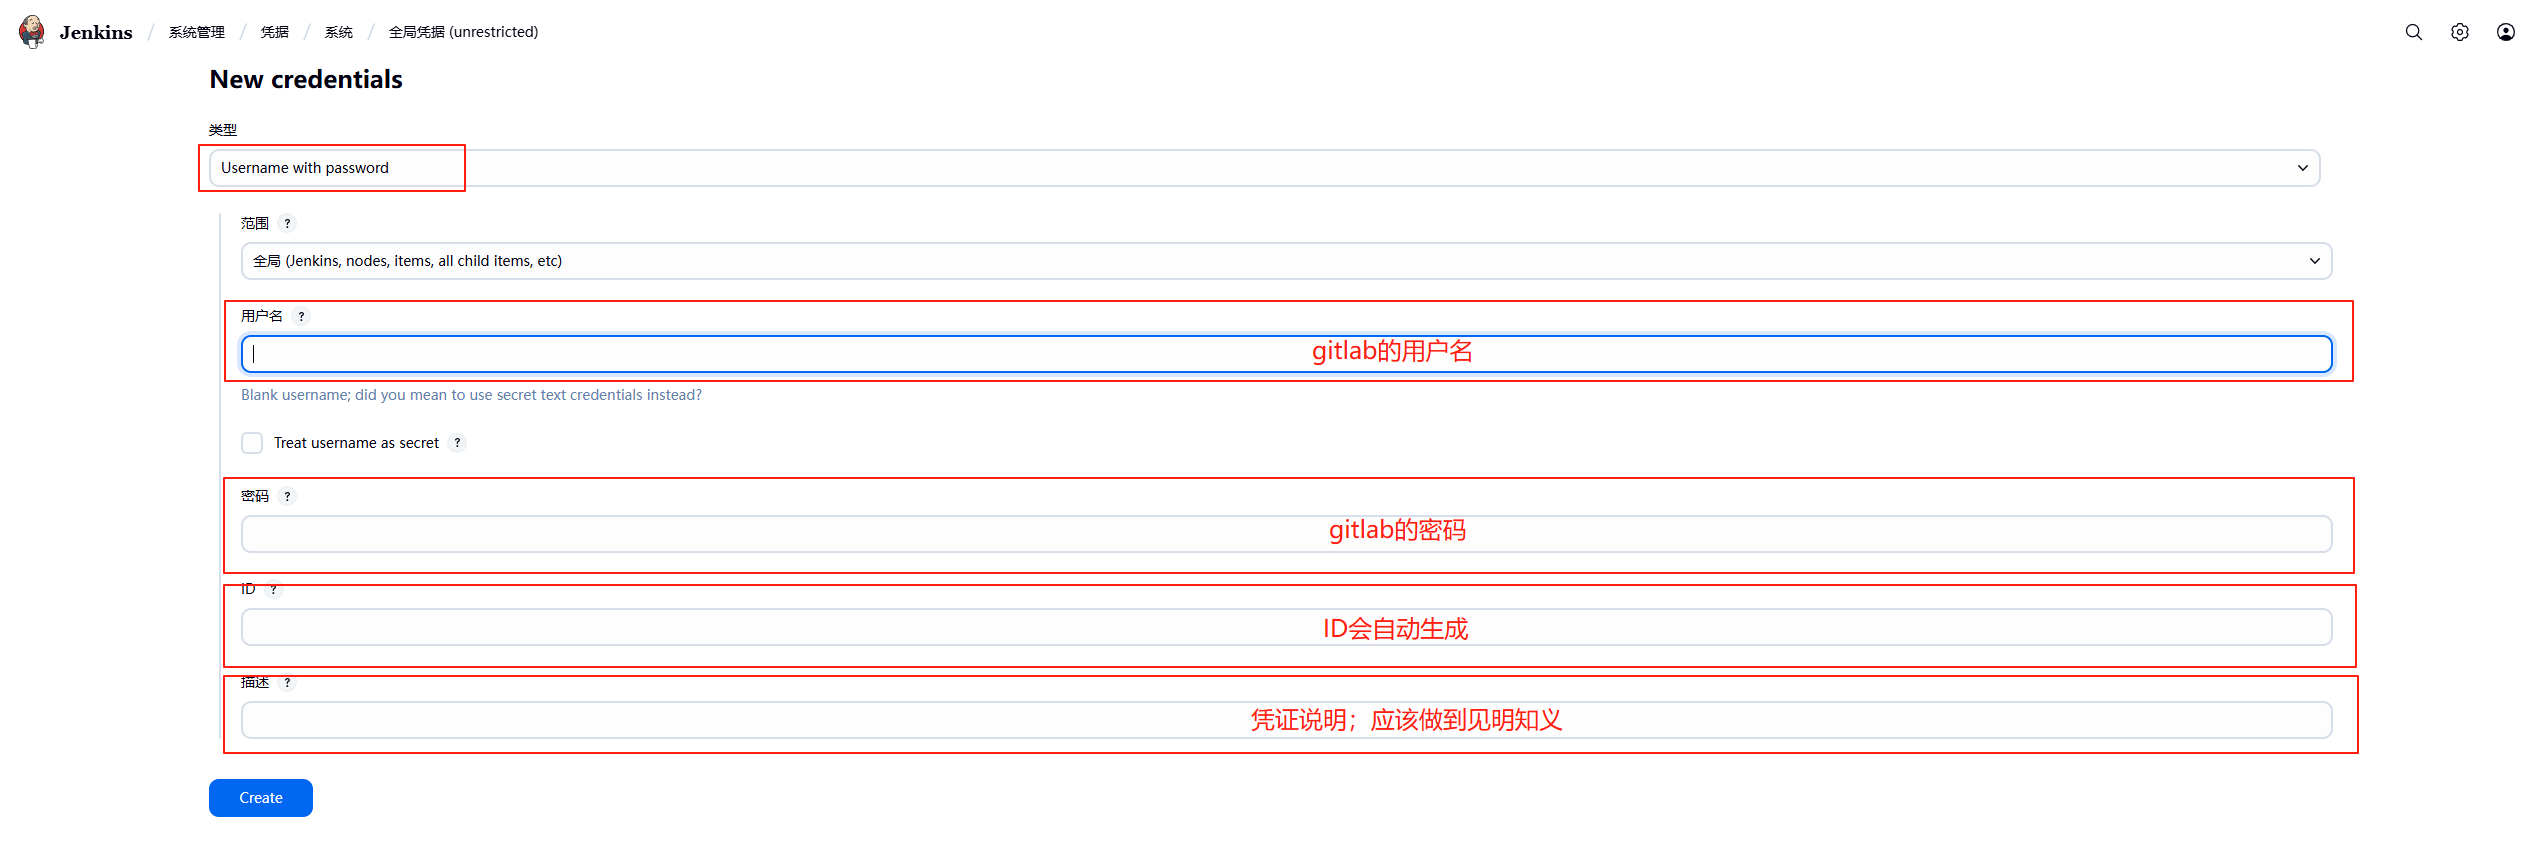 Jenkins / 系统管理 / 凭据 / 系统 / 全局凭据 (unrestricted)
New credentials
类型
Username with password
范围 ?
全局 (Jenkins, nodes, items, all child items, etc)
用户名 ?
gitlab的用户名
Blank username; did you mean to use secret text credentials instead?
Treat username as secret ?
密码 ?
gitlab的密码
ID ?
ID会自动生成
描述 ?
凭证说明；应该做到见明知义
Create